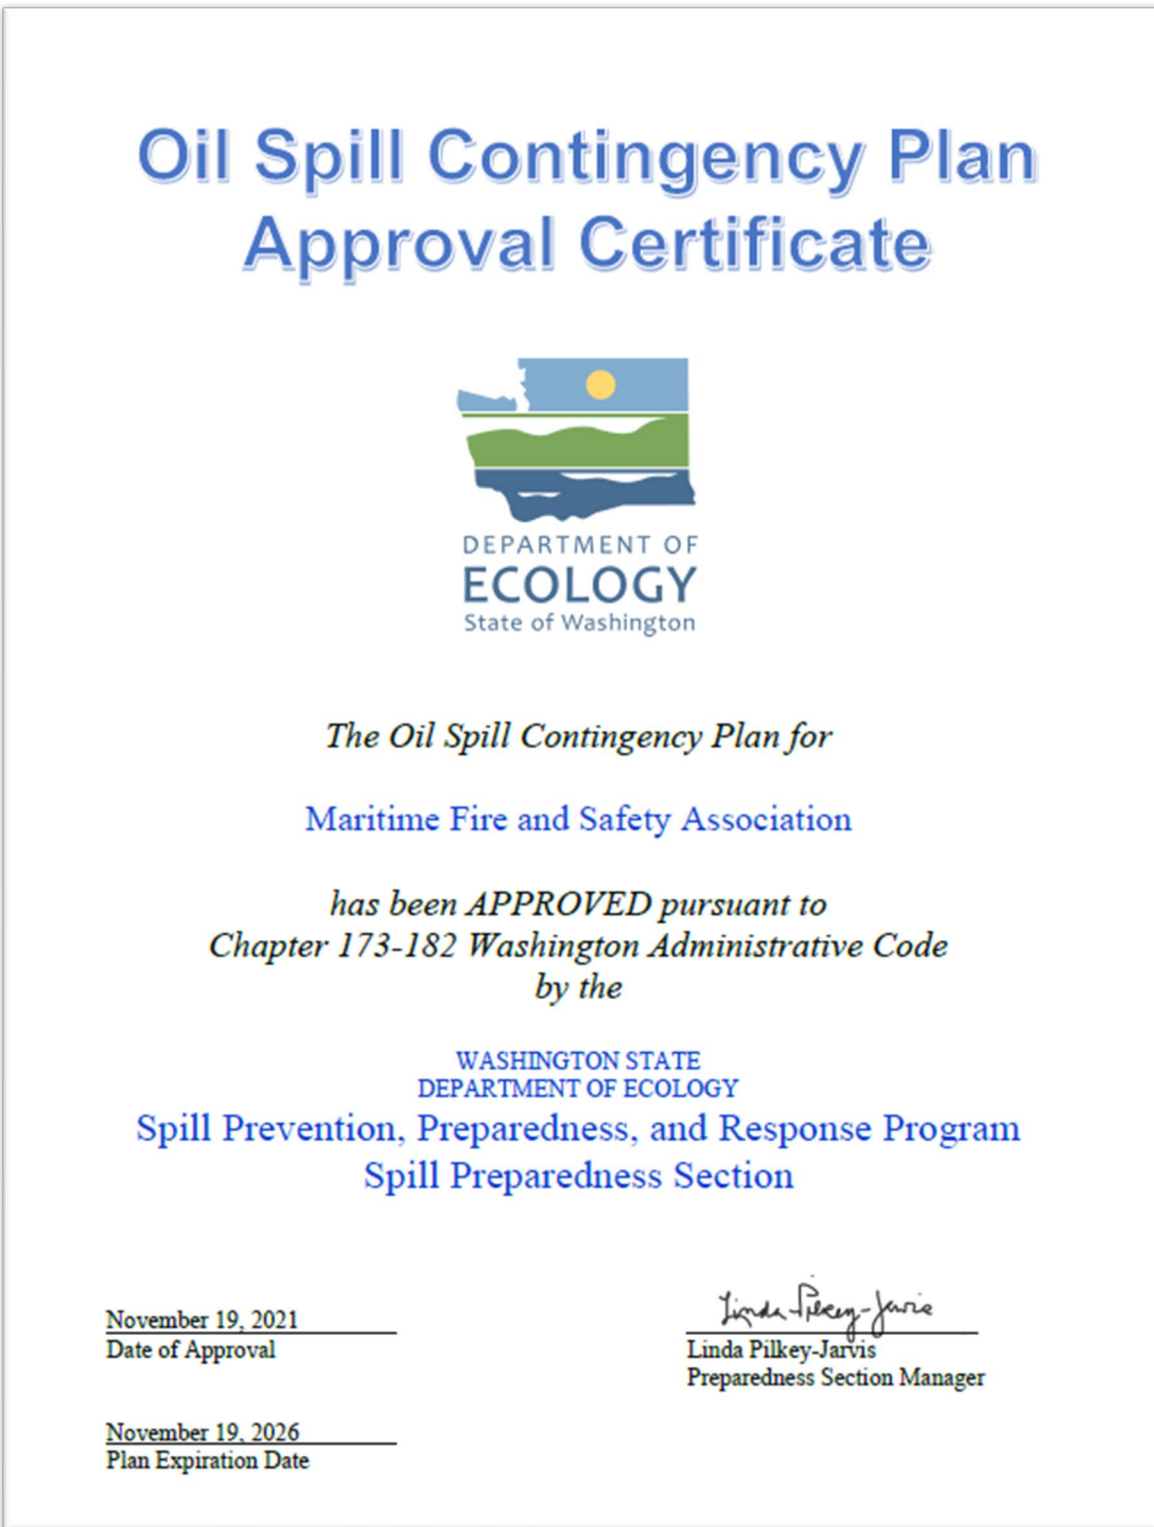 Oil Spill Contingency Plan
Approval Certificate
DEPARTMENT OF
ECOLOGY
State of Washington
The Oil Spill Contingency Plan for
Maritime Fire and Safety Association
has been APPROVED pursuant to
Chapter 173-182 Washington Administrative Code
by the
WASHINGTON STATE
DEPARTMENT OF ECOLOGY
Spill Prevention, Preparedness, and Response Program
Spill Preparedness Section
November 19, 2021
Date of Approval
Linda Pilkey-Jarvis
Linda Pilkey-Jarvis
Preparedness Section Manager
November 19, 2026
Plan Expiration Date